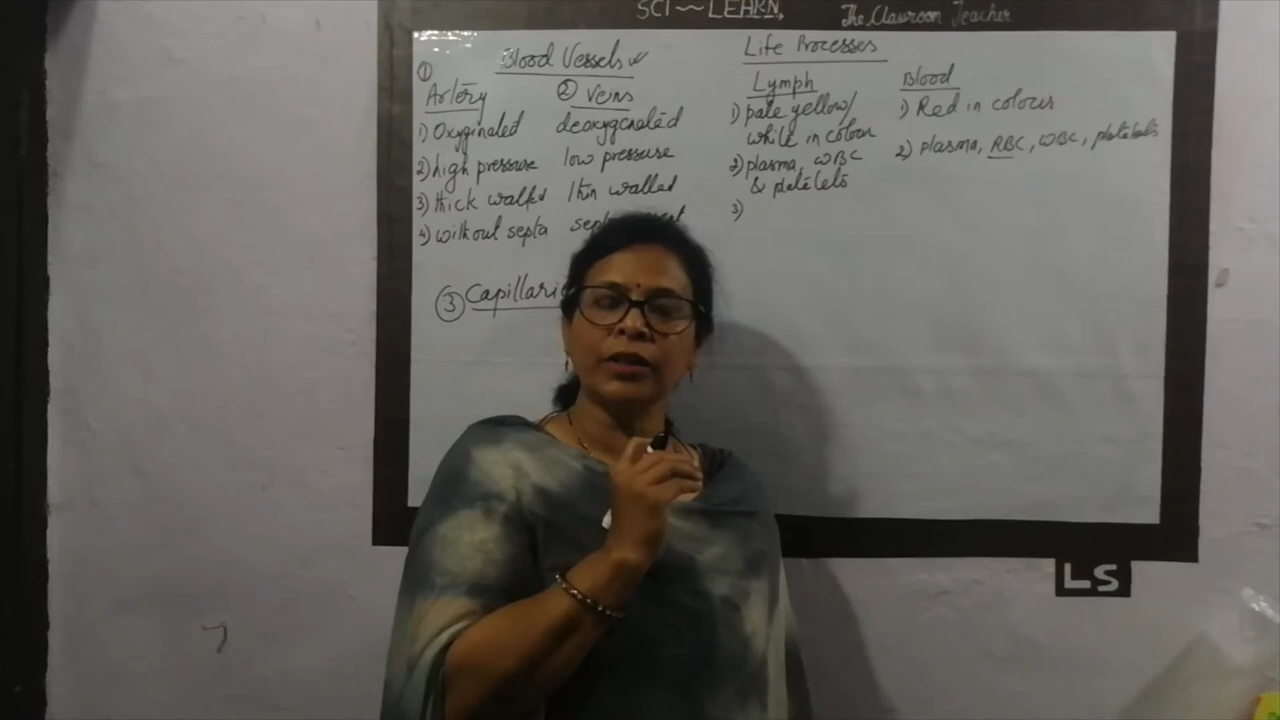 SCI ~ LEARN, The Classroom Teacher
Life Processes
① Blood Vessels ✓
Artery ② Veins
1) Oxyginated deoxygenated
2) high pressure low pressure
3) thick walled thin walled
4) without septa
③ Capillari
Lymph Blood
1) pale yellow/
while in colour
2) plasma, WBC
& platelets
3)
1) Red in colour
2) plasma, RBC, WBC, platelets
LS